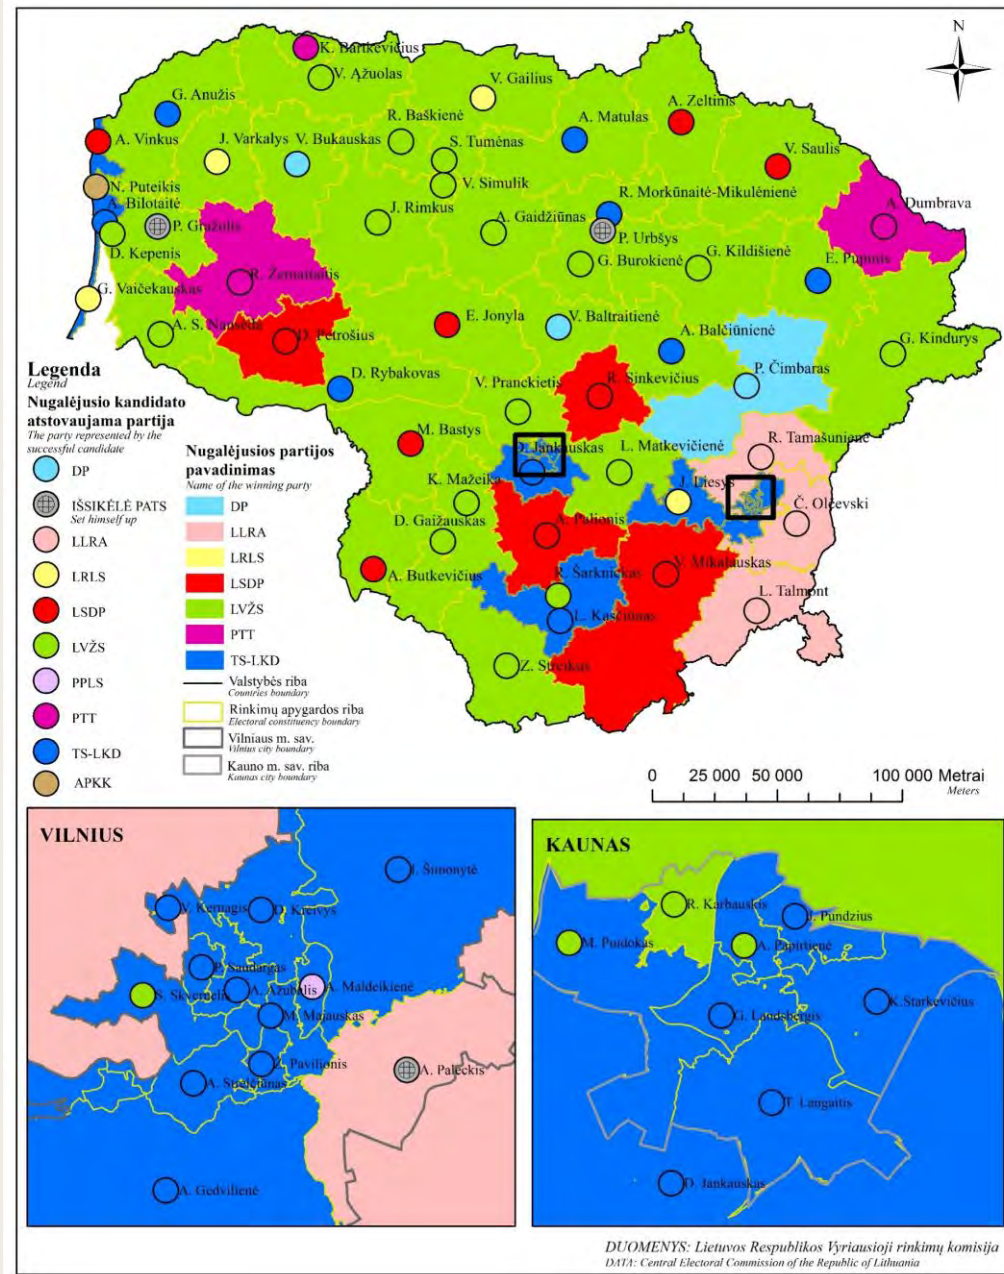 N
K. Bartkevičius
V. Ąžuolas
V. Gailius
G. Anužis
R. Baškienė
A. Matulas
A. Zeltinis
A. Vinkus
J. Varkalys
V. Bukauskas
S. Tumėnas
V. Saulis
V. Simulik
N. Puteikis
R. Morkūnaitė-Mikulėnienė
A. Bilotaitė
J. Rimkus
A. Gaidžiūnas
A. Dumbrava
P. Gražulis
P. Urbšys
D. Kepenis
G. Burokienė
G. Kildišienė
R. Žemaitaitis
E. Pupinis
G. Vaičekauskas
A. S. Nausėda
D. Petrošius
E. Jonyla
V. Baltraitienė
A. Balčiūnienė
G. Kindurys
D. Rybakovas
V. Pranckietis
R. Sinkevičius
P. Čimbaras
M. Bastys
D. Jankauskas
L. Matkevičienė
R. Tamašunienė
K. Mažeika
J. Liesys
Č. Olčevski
D. Gaižauskas
A. Palionis
A. Butkevičius
R. Šarknickas
V. Mikalauskas
L. Kasčiūnas
L. Talmont
Z. Streikus
Legenda
Legend
Nugalėjusio kandidato
atstovaujama partija
The party represented by the
successful candidate
DP
IŠSIKĖLĖ PATS
Set himself up
LLRA
LRLS
LSDP
LVŽS
PPLS
PTT
TS-LKD
APKK
Nugalėjusios partijos
pavadinimas
Name of the winning party
DP
LLRA
LRLS
LSDP
LVŽS
PTT
TS-LKD
Valstybės riba
Countries boundary
Rinkimų apygardos riba
Electoral constituency boundary
Vilniaus m. sav.
Vilnius city boundary
Kauno m. sav. riba
Kaunas city boundary
0 25 000 50 000 100 000 Metrai
Meters
VILNIUS
I. Šimonytė
V. Kernagis
D. Kreivys
P. Saudargas
S. Skvernelis
A. Ažubalis
A. Maldeikienė
M. Majauskas
Ž. Pavilionis
A. Paleckis
A. Strelčiūnas
A. Gedvilienė
KAUNAS
R. Karbauskis
J. Pundzius
M. Puidokas
A. Papirtienė
K.Starkevičius
G. Landsbergis
T. Langaitis
D. Jankauskas
DUOMENYS: Lietuvos Respublikos Vyriausioji rinkimų komisija
DATA: Central Electoral Commission of the Republic of Lithuania